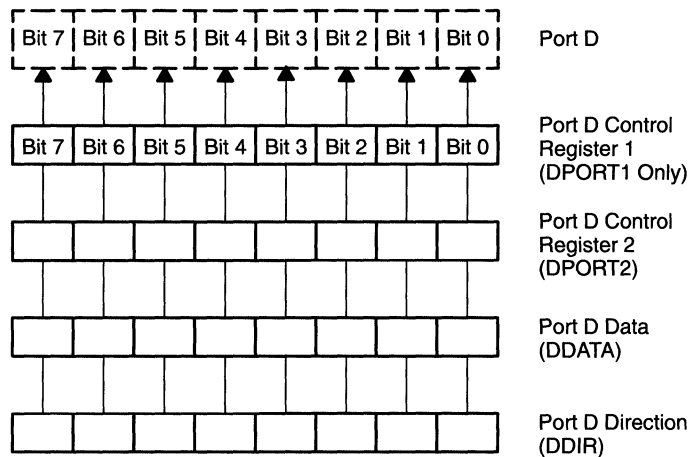 Bit 7 Bit 6 Bit 5 Bit 4 Bit 3 Bit 2 Bit 1 Bit 0 Port D
Port D Control
Bit 7 Bit 6 Bit 5 Bit 4 Bit 3 Bit 2 Bit 1 Bit 0 Register 1
(DPORT1 Only)
Port D Control
Register 2
(DPORT2)
Port D Data
(DDATA)
Port D Direction
(DDIR)